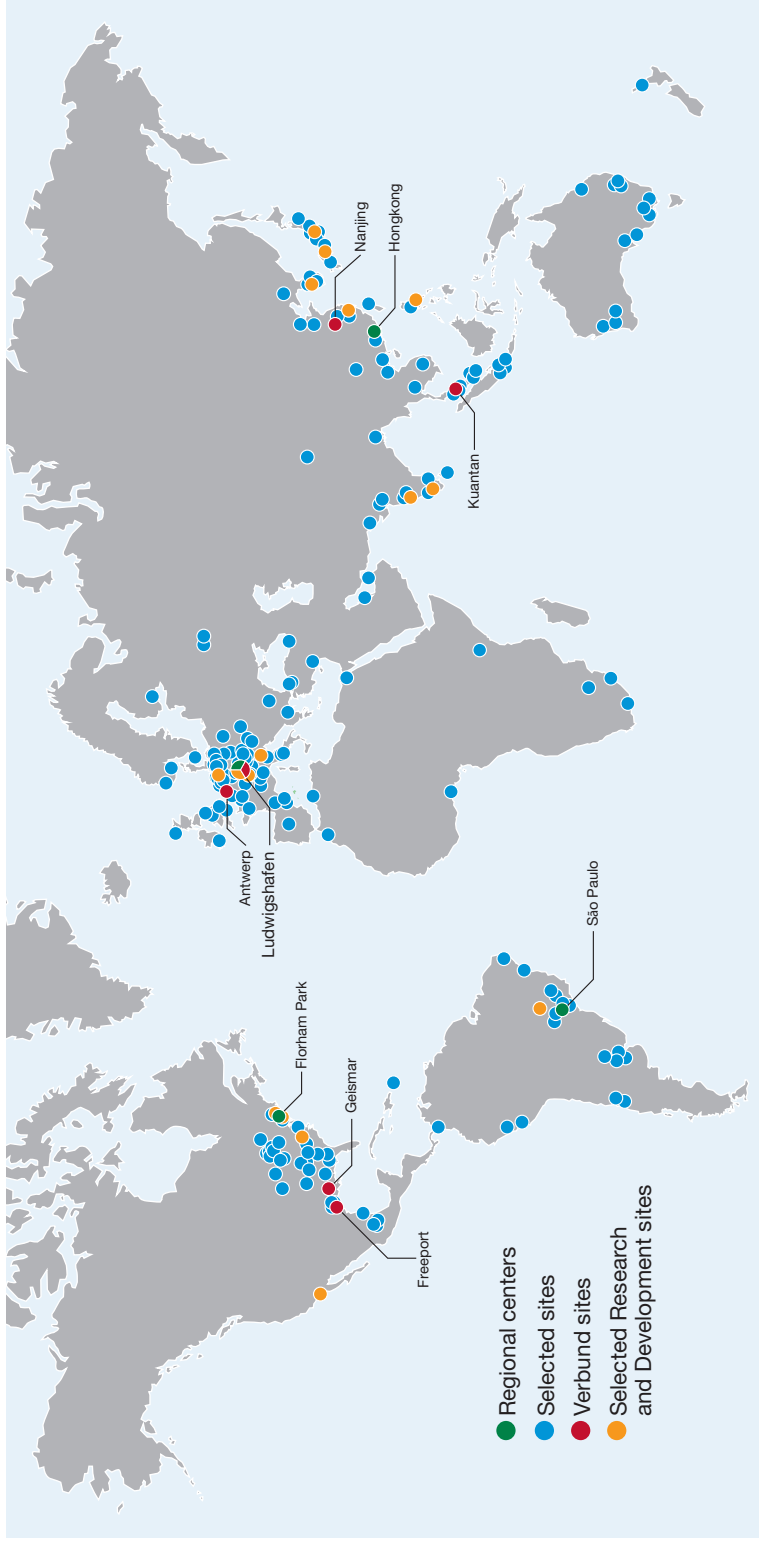 Florham Park
Geismar
Freeport
São Paulo
Antwerp
Ludwigshafen
Nanjing
Hongkong
Kuantan
Regional centers
Selected sites
Verbund sites
Selected Research
and Development sites